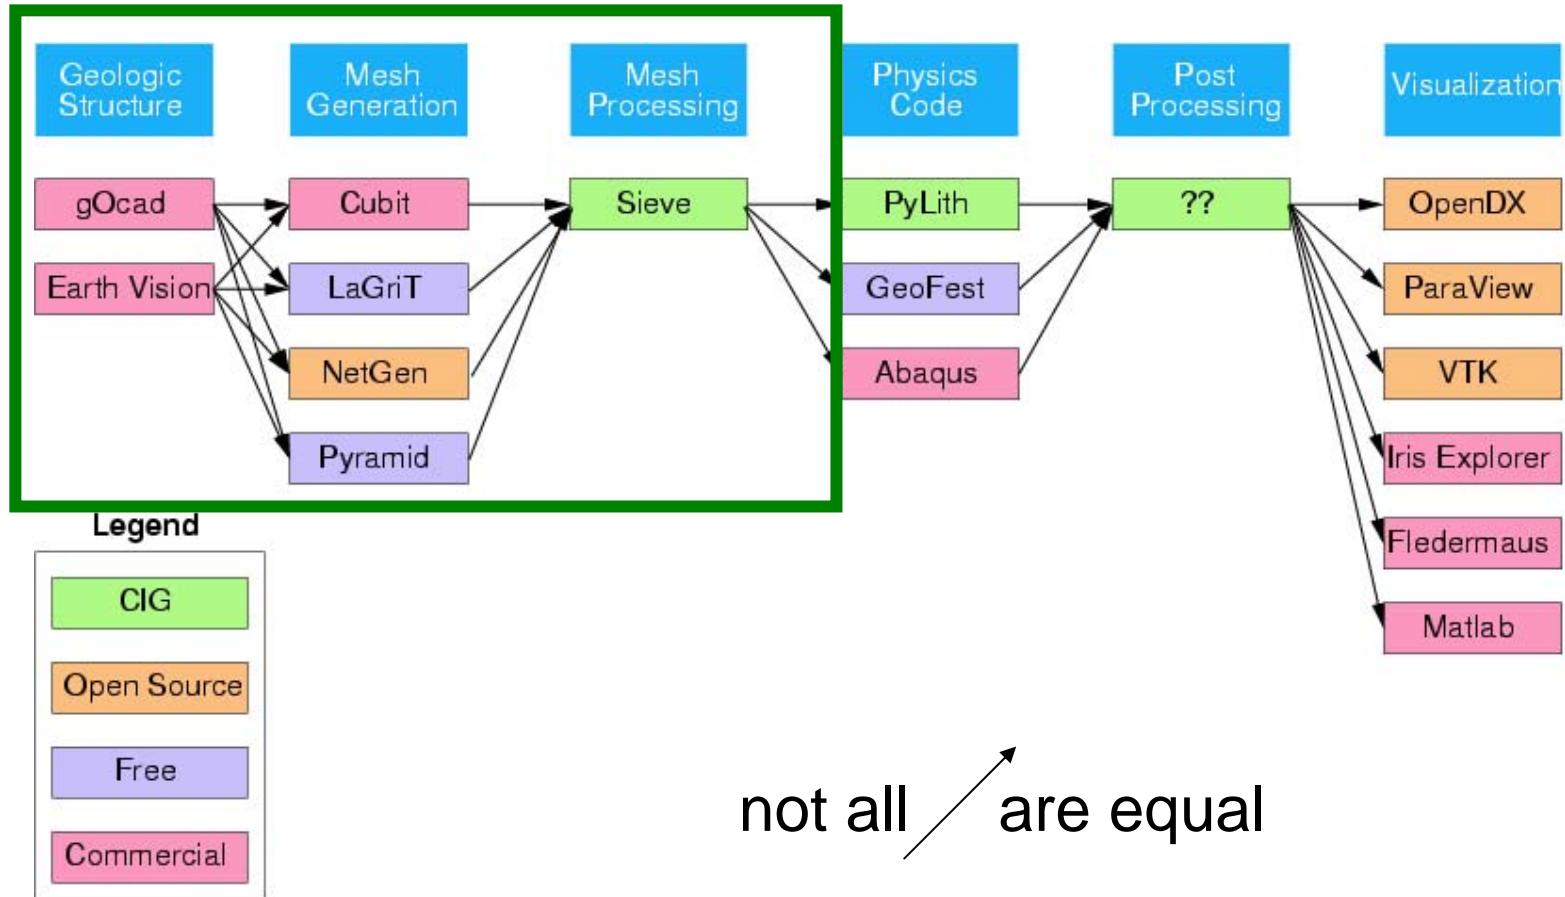 Geologic
Structure
Mesh
Generation
Mesh
Processing
Physics
Code
Post
Processing
Visualization
gOcad
Cubit
Sieve
PyLith
??
OpenDX
Earth Vision
LaGriT
GeoFest
ParaView
NetGen
Abaqus
VTK
Pyramid
Iris Explorer
Fledermaus
Matlab
Legend
CIG
Open Source
Free
Commercial
not all are equal